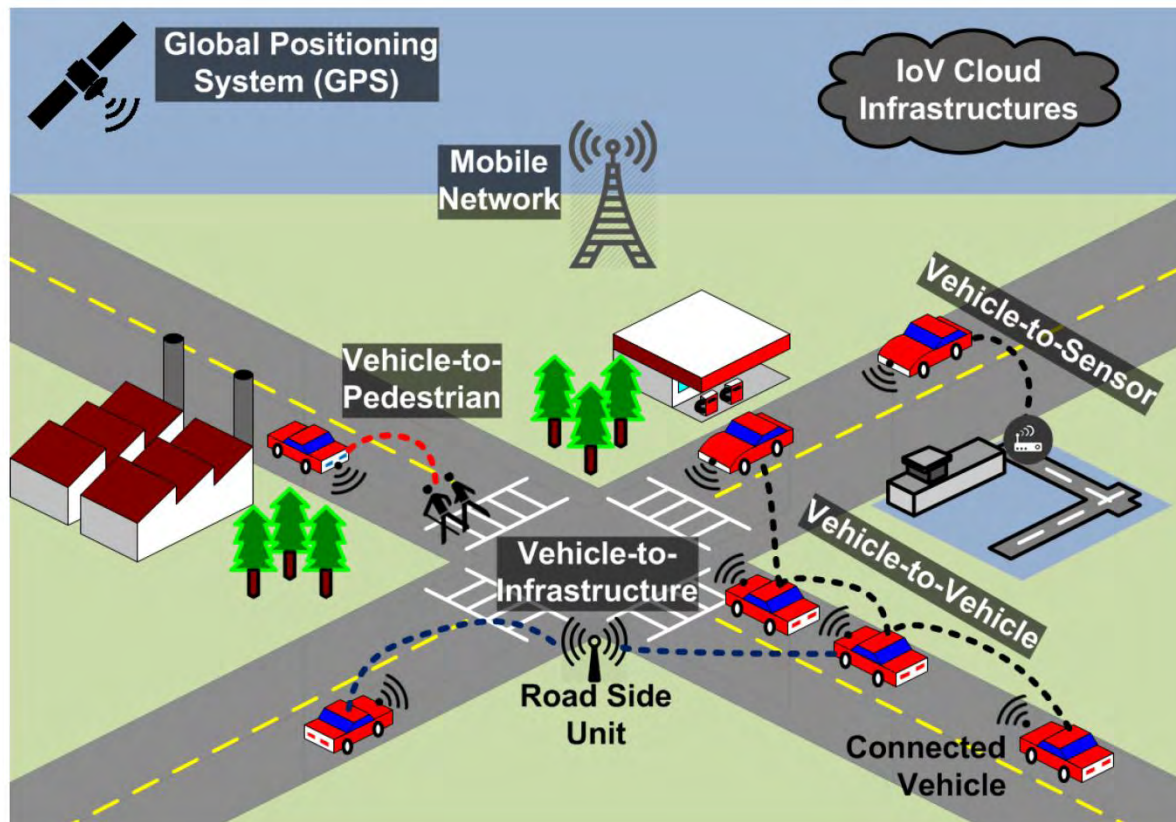 Global Positioning
System (GPS)
IoV Cloud
Infrastructures
Mobile
Network
Vehicle-to-Sensor
Vehicle-to-
Pedestrian
Vehicle-to-Vehicle
Vehicle-to-
Infrastructure
Road Side
Unit
Connected
Vehicle